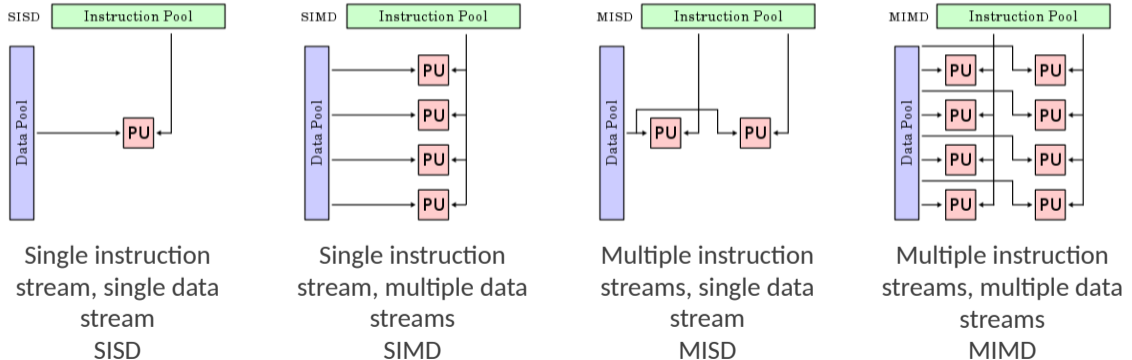 SISD
Instruction Pool
Data Pool
PU
Single instruction
stream, single data
stream
SISD
SIMD
Instruction Pool
Data Pool
PU
PU
PU
PU
Single instruction
stream, multiple data
streams
SIMD
MISD
Instruction Pool
Data Pool
PU
PU
Multiple instruction
streams, single data
stream
MISD
MIMD
Instruction Pool
Data Pool
PU
PU
PU
PU
PU
PU
PU
PU
Multiple instruction
streams, multiple data
streams
MIMD